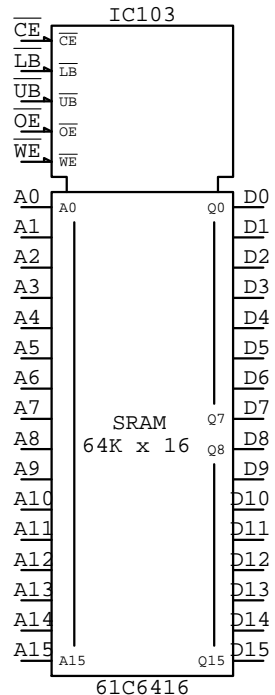 IC103
CE CE
LB LB
UB UB
OE OE
WE WE
A0 A0 Q0 D0
A1 D1
A2 D2
A3 D3
A4 D4
A5 D5
A6 D6
A7 Q7 D7
SRAM
A8 64K x 16 Q8 D8
A9 D9
A10 D10
A11 D11
A12 D12
A13 D13
A14 D14
A15 A15 Q15 D15
61C6416